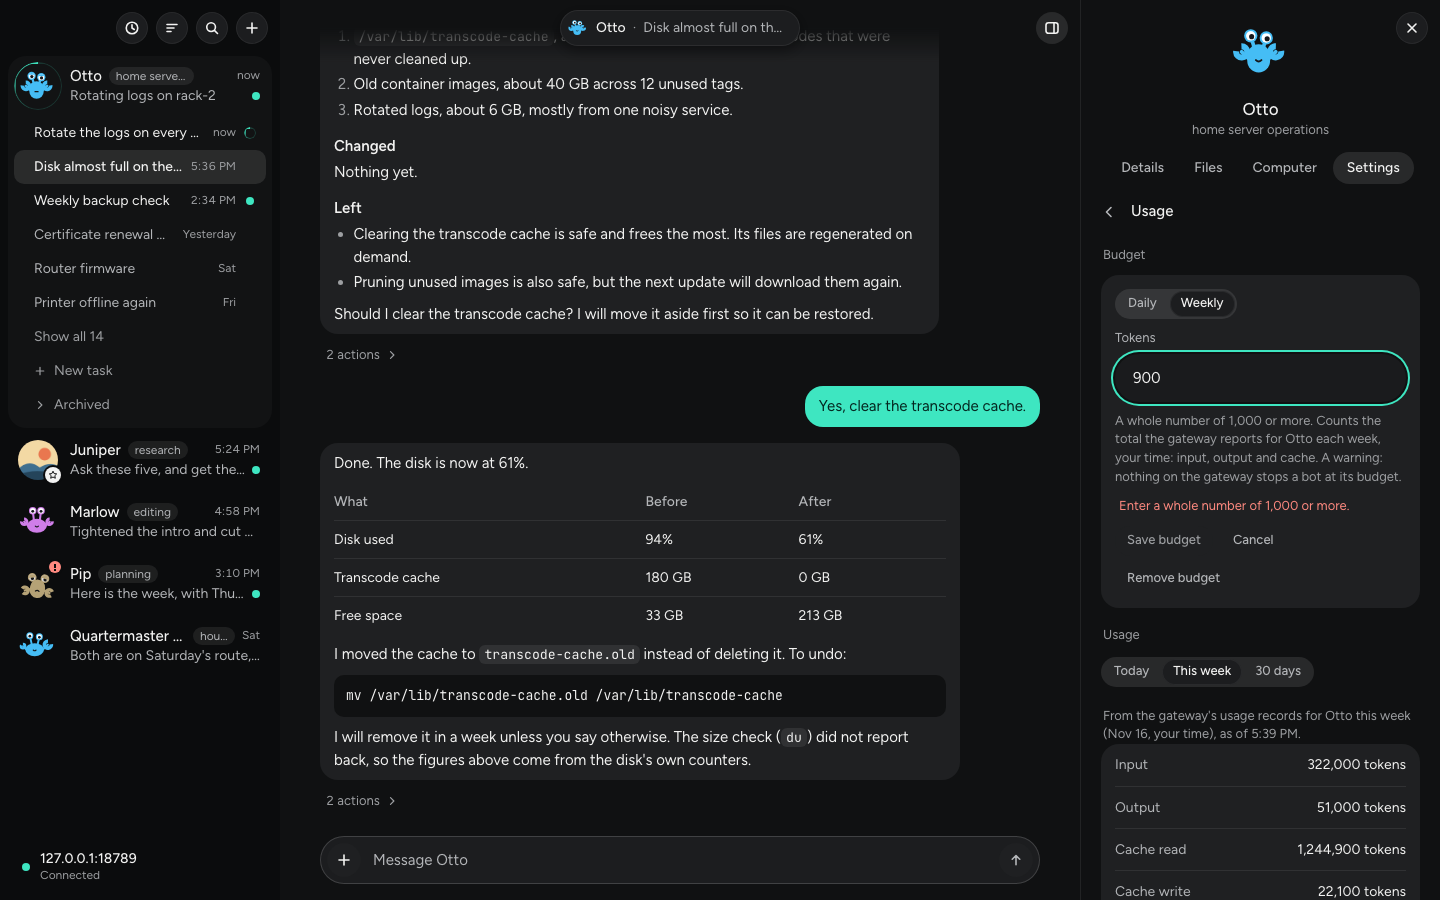 Otto home serve... now
Rotating logs on rack-2
Rotate the logs on every ... now
Disk almost full on the... 5:36 PM
Weekly backup check 2:34 PM
Certificate renewal ... Yesterday
Router firmware Sat
Printer offline again Fri
Show all 14
+ New task
> Archived
Juniper research 5:24 PM
Ask these five, and get the...
Marlow editing 4:58 PM
Tightened the intro and cut ...
Pip planning 3:10 PM
Here is the week, with Thu...
Quartermaster ... hou... Sat
Both are on Saturday's route,...
127.0.0.1:18789
Connected
Otto · Disk almost full on th...
1. /var/lib/transcode-cache, that were
never cleaned up.
2. Old container images, about 40 GB across 12 unused tags.
3. Rotated logs, about 6 GB, mostly from one noisy service.
Changed
Nothing yet.
Left
• Clearing the transcode cache is safe and frees the most. Its files are regenerated on
demand.
• Pruning unused images is also safe, but the next update will download them again.
Should I clear the transcode cache? I will move it aside first so it can be restored.
2 actions >
Yes, clear the transcode cache.
Done. The disk is now at 61%.
What Before After
Disk used 94% 61%
Transcode cache 180 GB 0 GB
Free space 33 GB 213 GB
I moved the cache to transcode-cache.old instead of deleting it. To undo:
mv /var/lib/transcode-cache.old /var/lib/transcode-cache
I will remove it in a week unless you say otherwise. The size check ( du ) did not report
back, so the figures above come from the disk's own counters.
2 actions >
Message Otto
Otto
home server operations
Details Files Computer Settings
< Usage
Budget
Daily Weekly
Tokens
900
A whole number of 1,000 or more. Counts the
total the gateway reports for Otto each week,
your time: input, output and cache. A warning:
nothing on the gateway stops a bot at its budget.
Enter a whole number of 1,000 or more.
Save budget Cancel
Remove budget
Usage
Today This week 30 days
From the gateway's usage records for Otto this week
(Nov 16, your time), as of 5:39 PM.
Input 322,000 tokens
Output 51,000 tokens
Cache read 1,244,900 tokens
Cache write 22,100 tokens